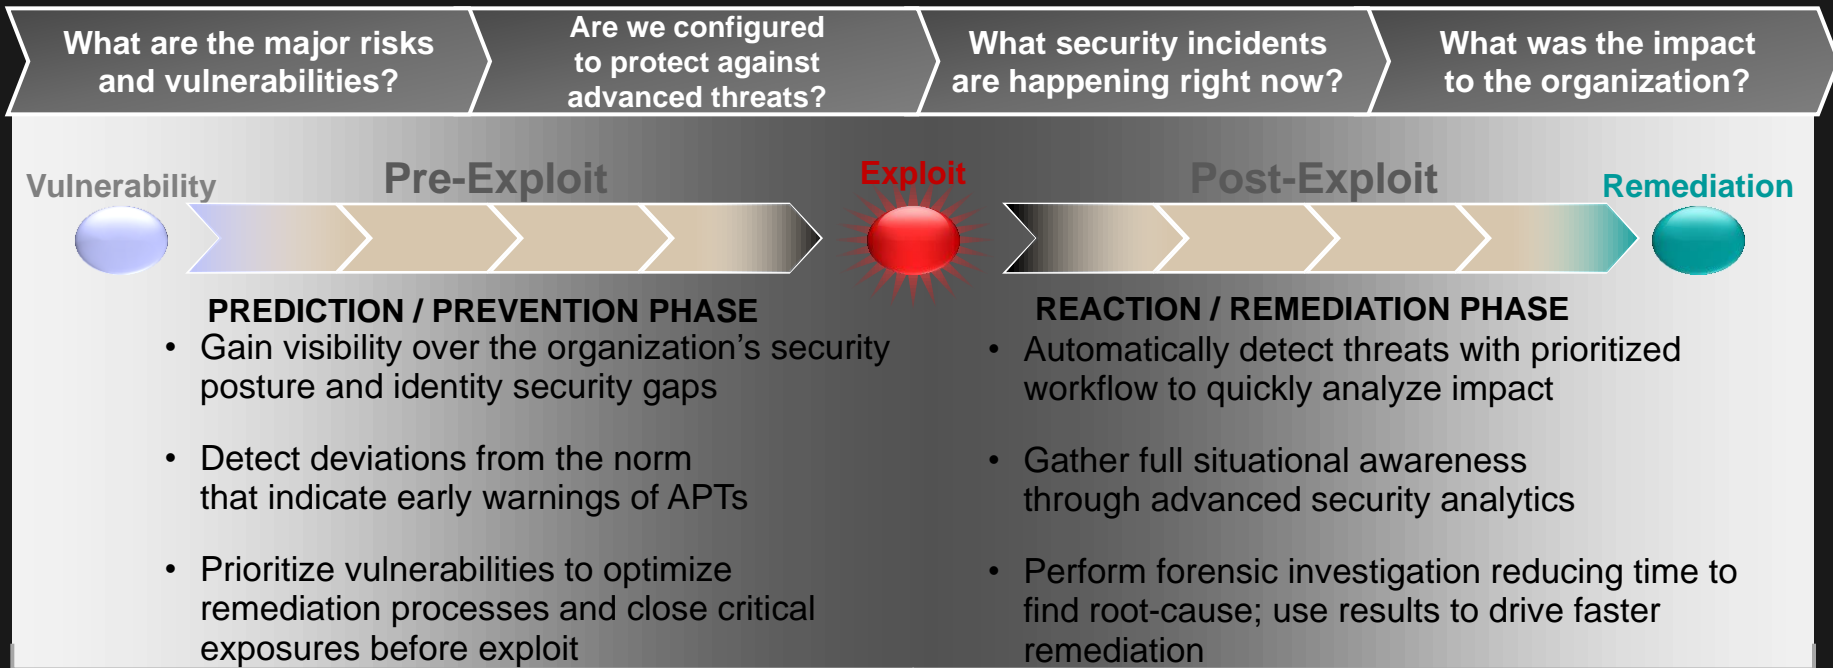 What are the major risks
and vulnerabilities?
Are we configured
to protect against
advanced threats?
What security incidents
are happening right now?
What was the impact
to the organization?
Vulnerability
Pre-Exploit
Exploit
Post-Exploit
Remediation
PREDICTION / PREVENTION PHASE
• Gain visibility over the organization’s security
posture and identity security gaps
• Detect deviations from the norm
that indicate early warnings of APTs
• Prioritize vulnerabilities to optimize
remediation processes and close critical
exposures before exploit
REACTION / REMEDIATION PHASE
• Automatically detect threats with prioritized
workflow to quickly analyze impact
• Gather full situational awareness
through advanced security analytics
• Perform forensic investigation reducing time to
find root-cause; use results to drive faster
remediation